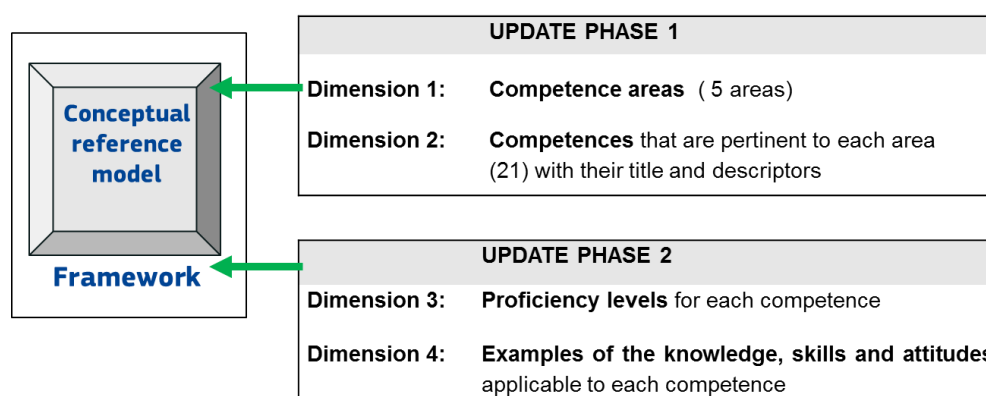 Conceptual
reference
model
Framework
UPDATE PHASE 1
Dimension 1: Competence areas ( 5 areas)
Dimension 2: Competences that are pertinent to each area
(21) with their title and descriptors
UPDATE PHASE 2
Dimension 3: Proficiency levels for each competence
Dimension 4: Examples of the knowledge, skills and attitudes
applicable to each competence